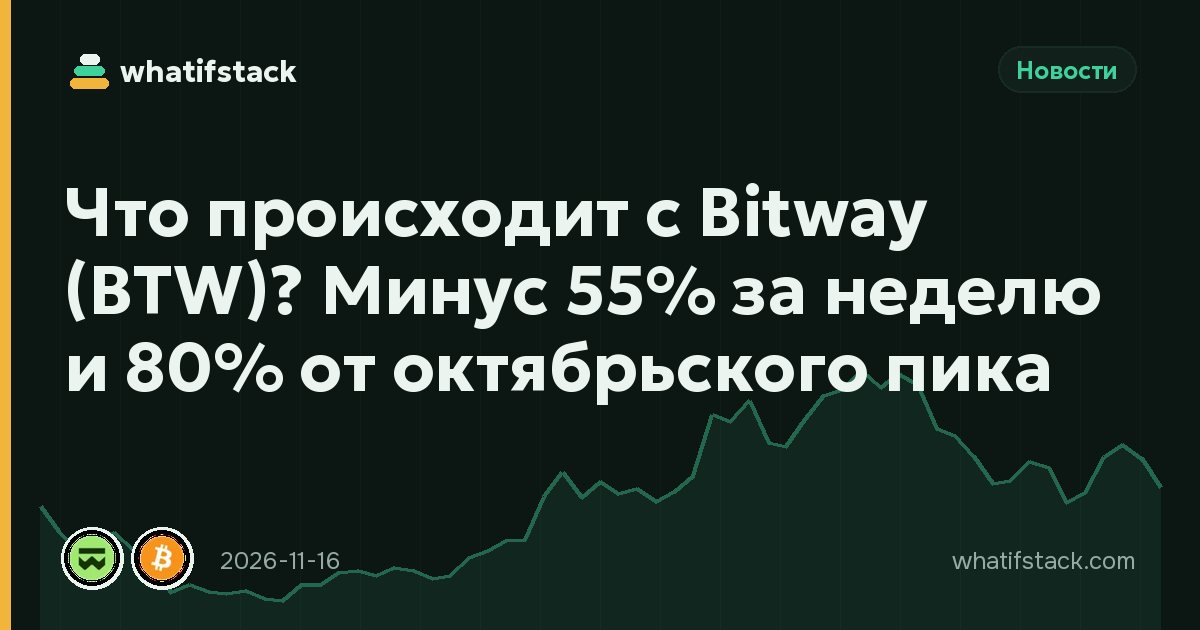 whatifstack
Новости
Что происходит с Bitway
(BTW)? Минус 55% за неделю
и 80% от октябрьского пика
2026-11-16
whatifstack.com